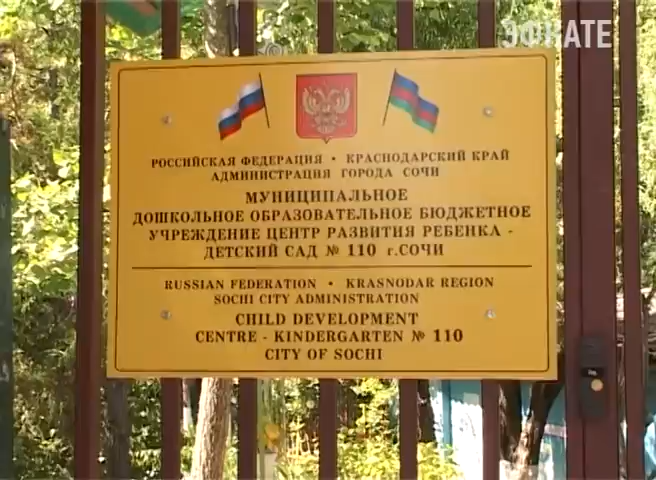 ЭФКАТЕ
РОССИЙСКАЯ ФЕДЕРАЦИЯ • КРАСНОДАРСКИЙ КРАЙ
АДМИНИСТРАЦИЯ ГОРОДА СОЧИ
МУНИЦИПАЛЬНОЕ
ДОШКОЛЬНОЕ ОБРАЗОВАТЕЛЬНОЕ БЮДЖЕТНОЕ
УЧРЕЖДЕНИЕ ЦЕНТР РАЗВИТИЯ РЕБЕНКА -
ДЕТСКИЙ САД № 110 г.СОЧИ
RUSSIAN FEDERATION • KRASNODAR REGION
SOCHI CITY ADMINISTRATION
CHILD DEVELOPMENT
CENTRE - KINDERGARTEN № 110
CITY OF SOCHI